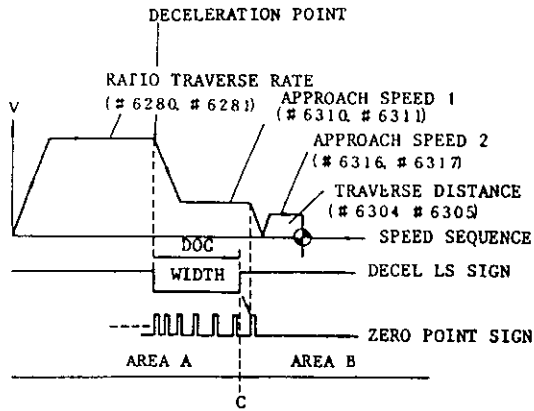 DECELERATION POINT
RATIO TRAVERSE RATE
(# 6280, # 6281)
V
APPROACH SPEED 1
(# 6310, # 6311)
APPROACH SPEED 2
(# 6316, # 6317)
TRAVERSE DISTANCE
(# 6304 # 6305)
SPEED SEQUENCE
DOG
WIDTH
DECEL LS SIGN
ZERO POINT SIGN
AREA A
AREA B
C